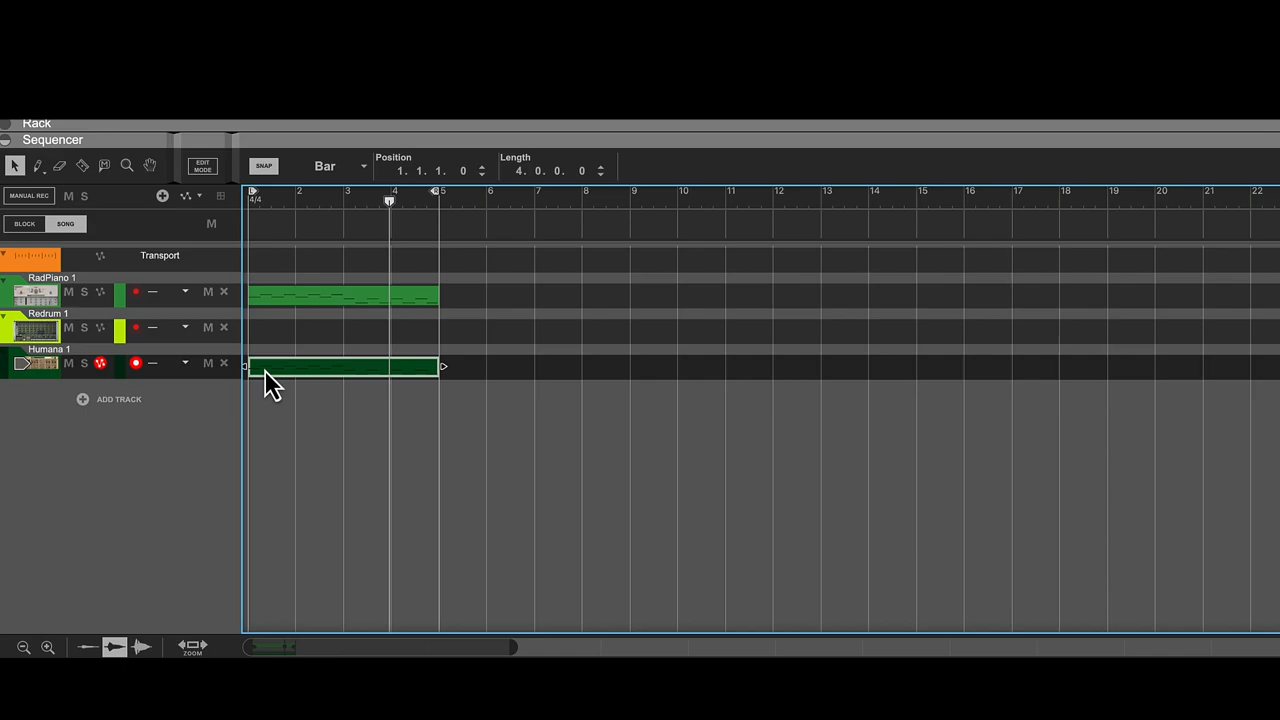 Rack
Sequencer
EDIT MODE
SNAP
Bar
Position
1. 1. 1. 0
Length
4. 0. 0. 0
MANUAL REC
M S
2 3 4 5 6 7 8 9 10 11 12 13 14 15 16 17 18 19 20 21 22
4/4
BLOCK SONG
M
Transport
RadPiano 1
M S M
Redrum 1
M S M
Humana 1
M S M
ADD TRACK
ZOOM